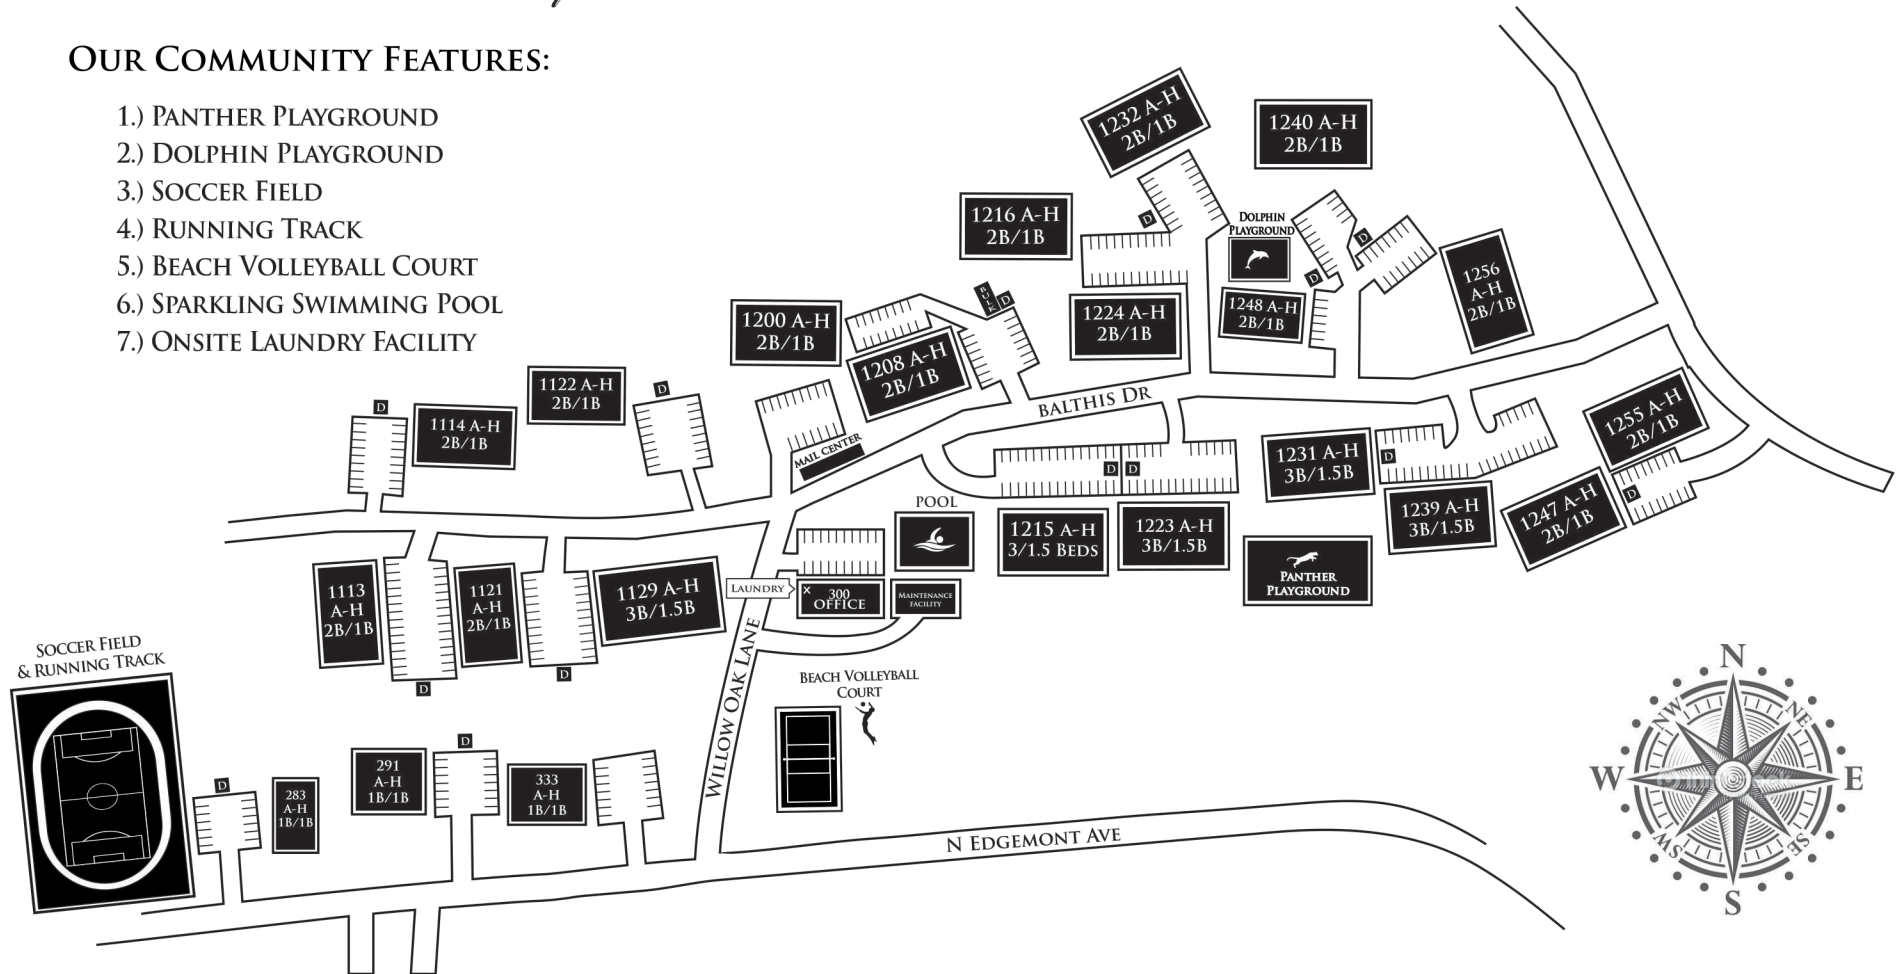 Our Community Features:
1.) Panther Playground
2.) Dolphin Playground
3.) Soccer Field
4.) Running Track
5.) Beach Volleyball Court
6.) Sparkling Swimming Pool
7.) Onsite Laundry Facility
1232 A-H
2B/1B
1240 A-H
2B/1B
1216 A-H
2B/1B
D
Dolphin
Playground
D
D
1256
A-H
2B/1B
1248 A-H
2B/1B
BULK
D
1224 A-H
2B/1B
1200 A-H
2B/1B
1208 A-H
2B/1B
1122 A-H
2B/1B
D
D
1114 A-H
2B/1B
Mail Center
Balthis Dr
1255 A-H
2B/1B
D
D
1231 A-H
3B/1.5B
D
1239 A-H
3B/1.5B
1247 A-H
2B/1B
D
Pool
1215 A-H
3/1.5 Beds
1223 A-H
3B/1.5B
Panther
Playground
1113
A-H
2B/1B
D
1121
A-H
2B/1B
D
1129 A-H
3B/1.5B
Laundry
X
300
Office
Maintenance
Facility
Willow Oak Lane
Soccer Field
& Running Track
Beach Volleyball
Court
D
283
A-H
1B/1B
291
A-H
1B/1B
D
333
A-H
1B/1B
N Edgemont Ave
N
NW
NE
W
E
SW
SE
S